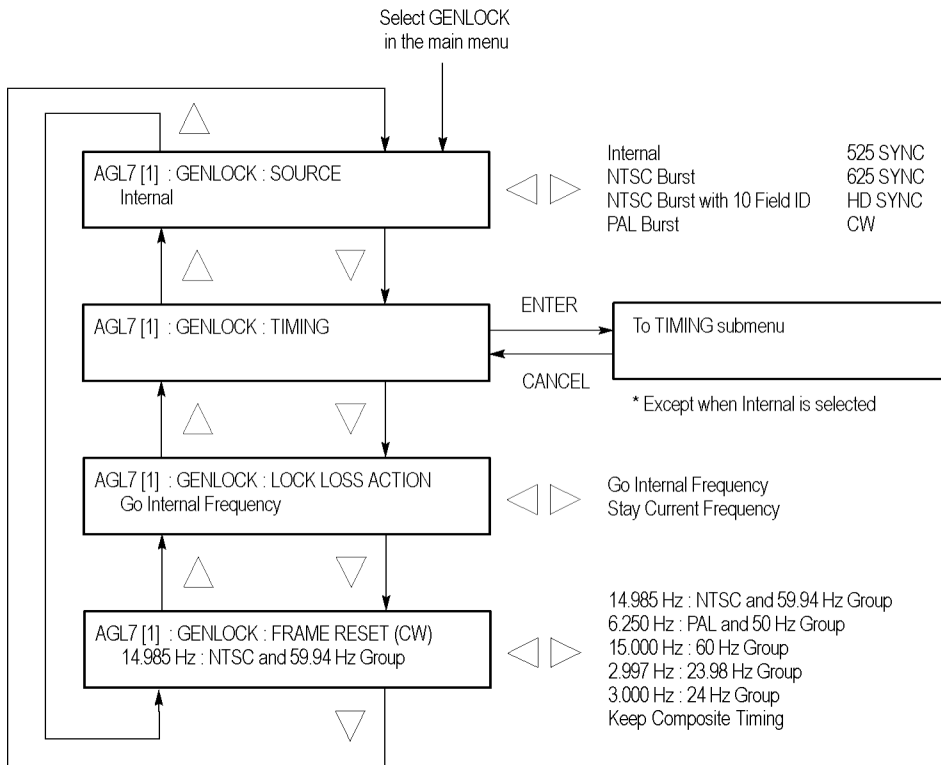 Select GENLOCK
in the main menu
AGL7 [1] : GENLOCK : SOURCE
Internal
Internal 525 SYNC
NTSC Burst 625 SYNC
NTSC Burst with 10 Field ID HD SYNC
PAL Burst CW
AGL7 [1] : GENLOCK : TIMING
ENTER
CANCEL
To TIMING submenu
* Except when Internal is selected
AGL7 [1] : GENLOCK : LOCK LOSS ACTION
Go Internal Frequency
Go Internal Frequency
Stay Current Frequency
AGL7 [1] : GENLOCK : FRAME RESET (CW)
14.985 Hz : NTSC and 59.94 Hz Group
14.985 Hz : NTSC and 59.94 Hz Group
6.250 Hz : PAL and 50 Hz Group
15.000 Hz : 60 Hz Group
2.997 Hz : 23.98 Hz Group
3.000 Hz : 24 Hz Group
Keep Composite Timing